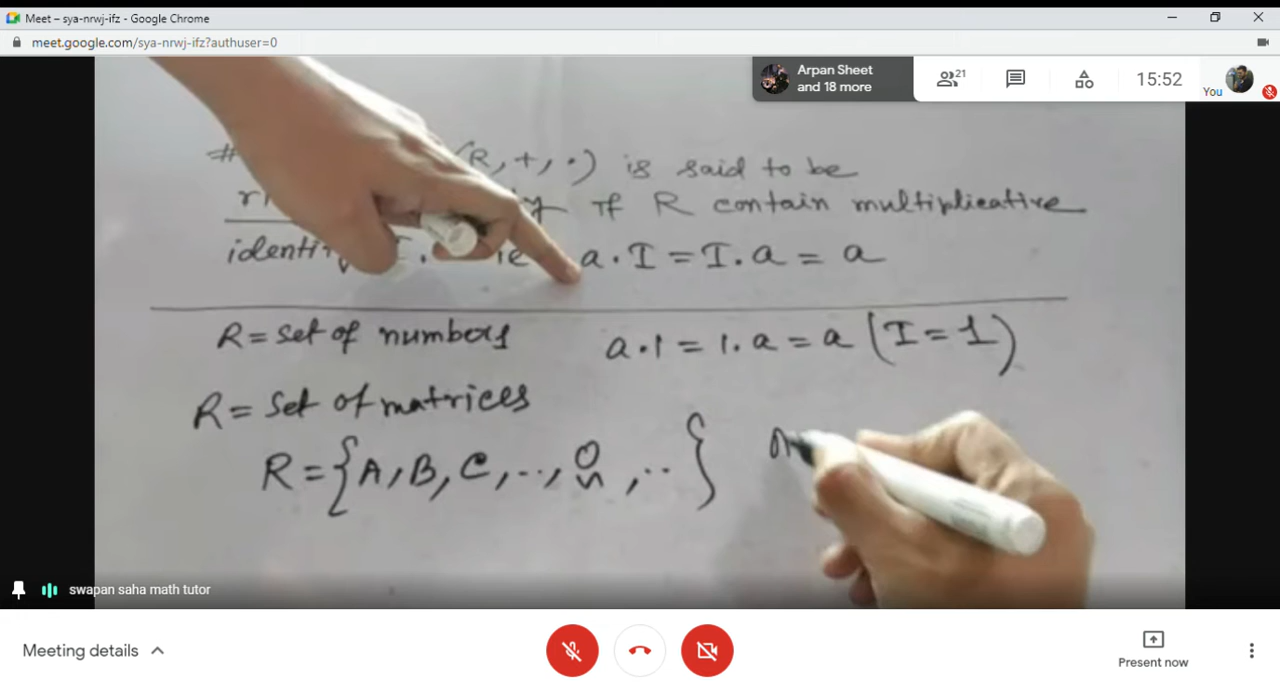 Meet – sya-nrwj-ifz - Google Chrome
meet.google.com/sya-nrwj-ifz?authuser=0
Arpan Sheet
and 18 more
21
15:52
You
# (R, +, ·) is said to be
if R contain multiplicative
ie a · I = I . a = a
R = set of numbers a · 1 = 1 . a = a (I = 1)
R = set of matrices
R = {A, B, C, .., O, .. }
swapan saha math tutor
Meeting details
Present now